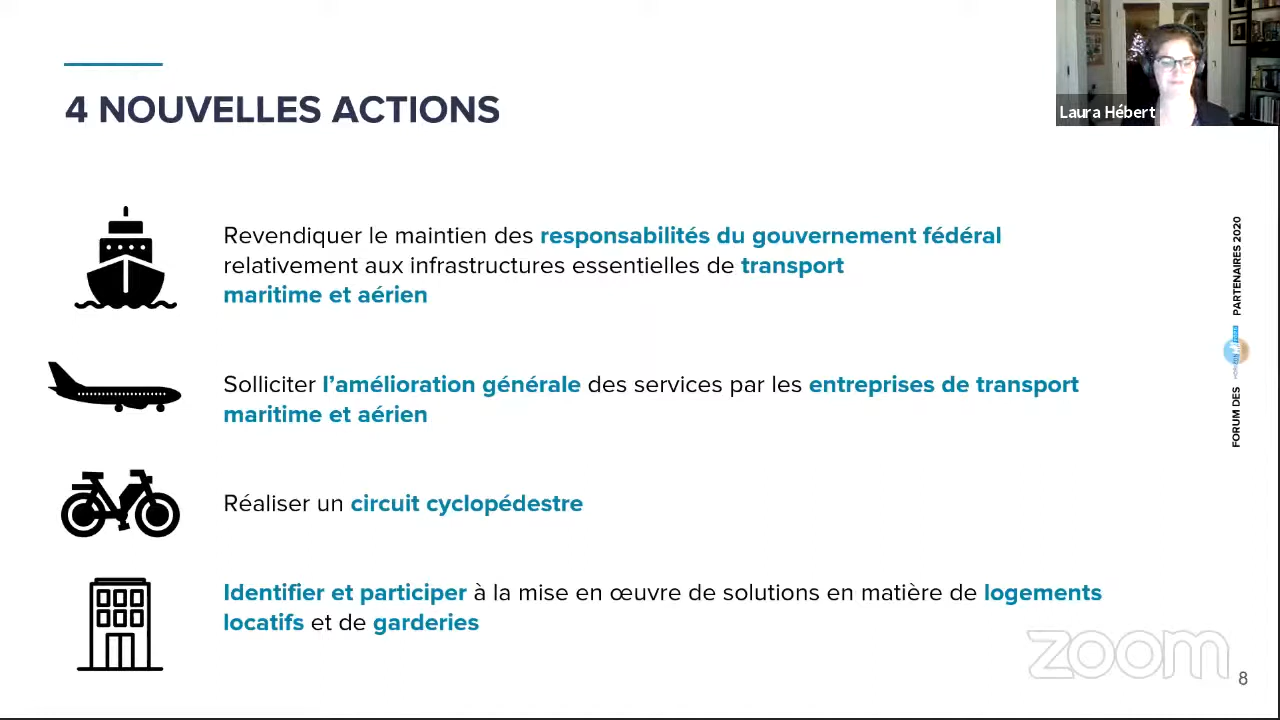 4 NOUVELLES ACTIONS
Laura Hébert
Revendiquer le maintien des responsabilités du gouvernement fédéral
relativement aux infrastructures essentielles de transport
maritime et aérien
Solliciter l’amélioration générale des services par les entreprises de transport
maritime et aérien
Réaliser un circuit cyclopédestre
Identifier et participer à la mise en œuvre de solutions en matière de logements
locatifs et de garderies
FORUM DES PARTENAIRES 2020
zoom
8